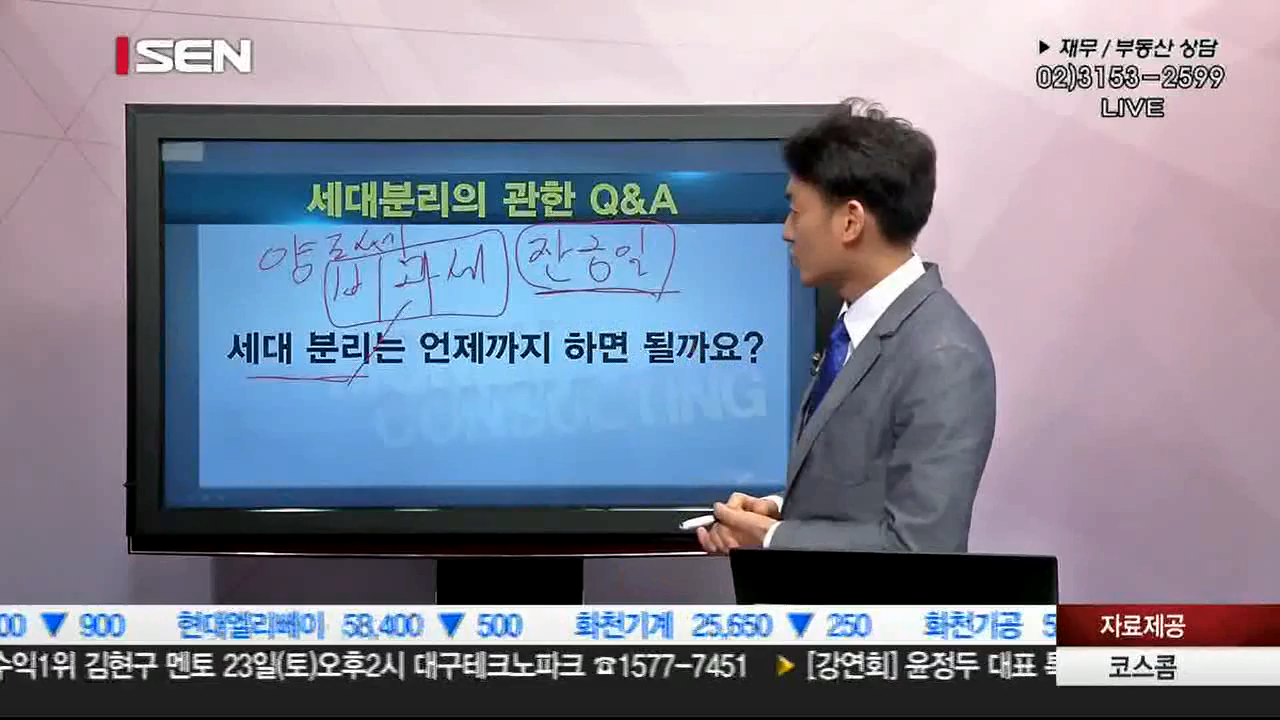 SEN
▶ 재무 / 부동산 상담
02)3153-2599
LIVE
세대분리의 관한 Q&A
양도세 비과세 잔금일
세대 분리는 언제까지 하면 될까요?
CONSULTING
00 ▼ 900 현대엘리베이 58,400 ▼ 500 화천기계 25,650 ▼ 250 화천기공 5
자료제공
수익1위 김현구 멘토 23일(토)오후2시 대구테크노파크 ☎1577-7451 ▶ [강연회] 윤정두 대표
코스콤